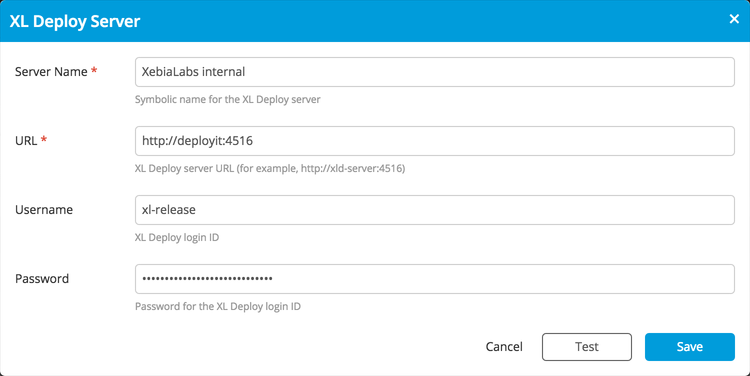 XL Deploy Server ×
Server Name * XebiaLabs internal
Symbolic name for the XL Deploy server
URL * http://deployit:4516
XL Deploy server URL (for example, http://xld-server:4516)
Username xl-release
XL Deploy login ID
Password •••••••••••••••••••••••••••••
Password for the XL Deploy login ID
Cancel Test Save